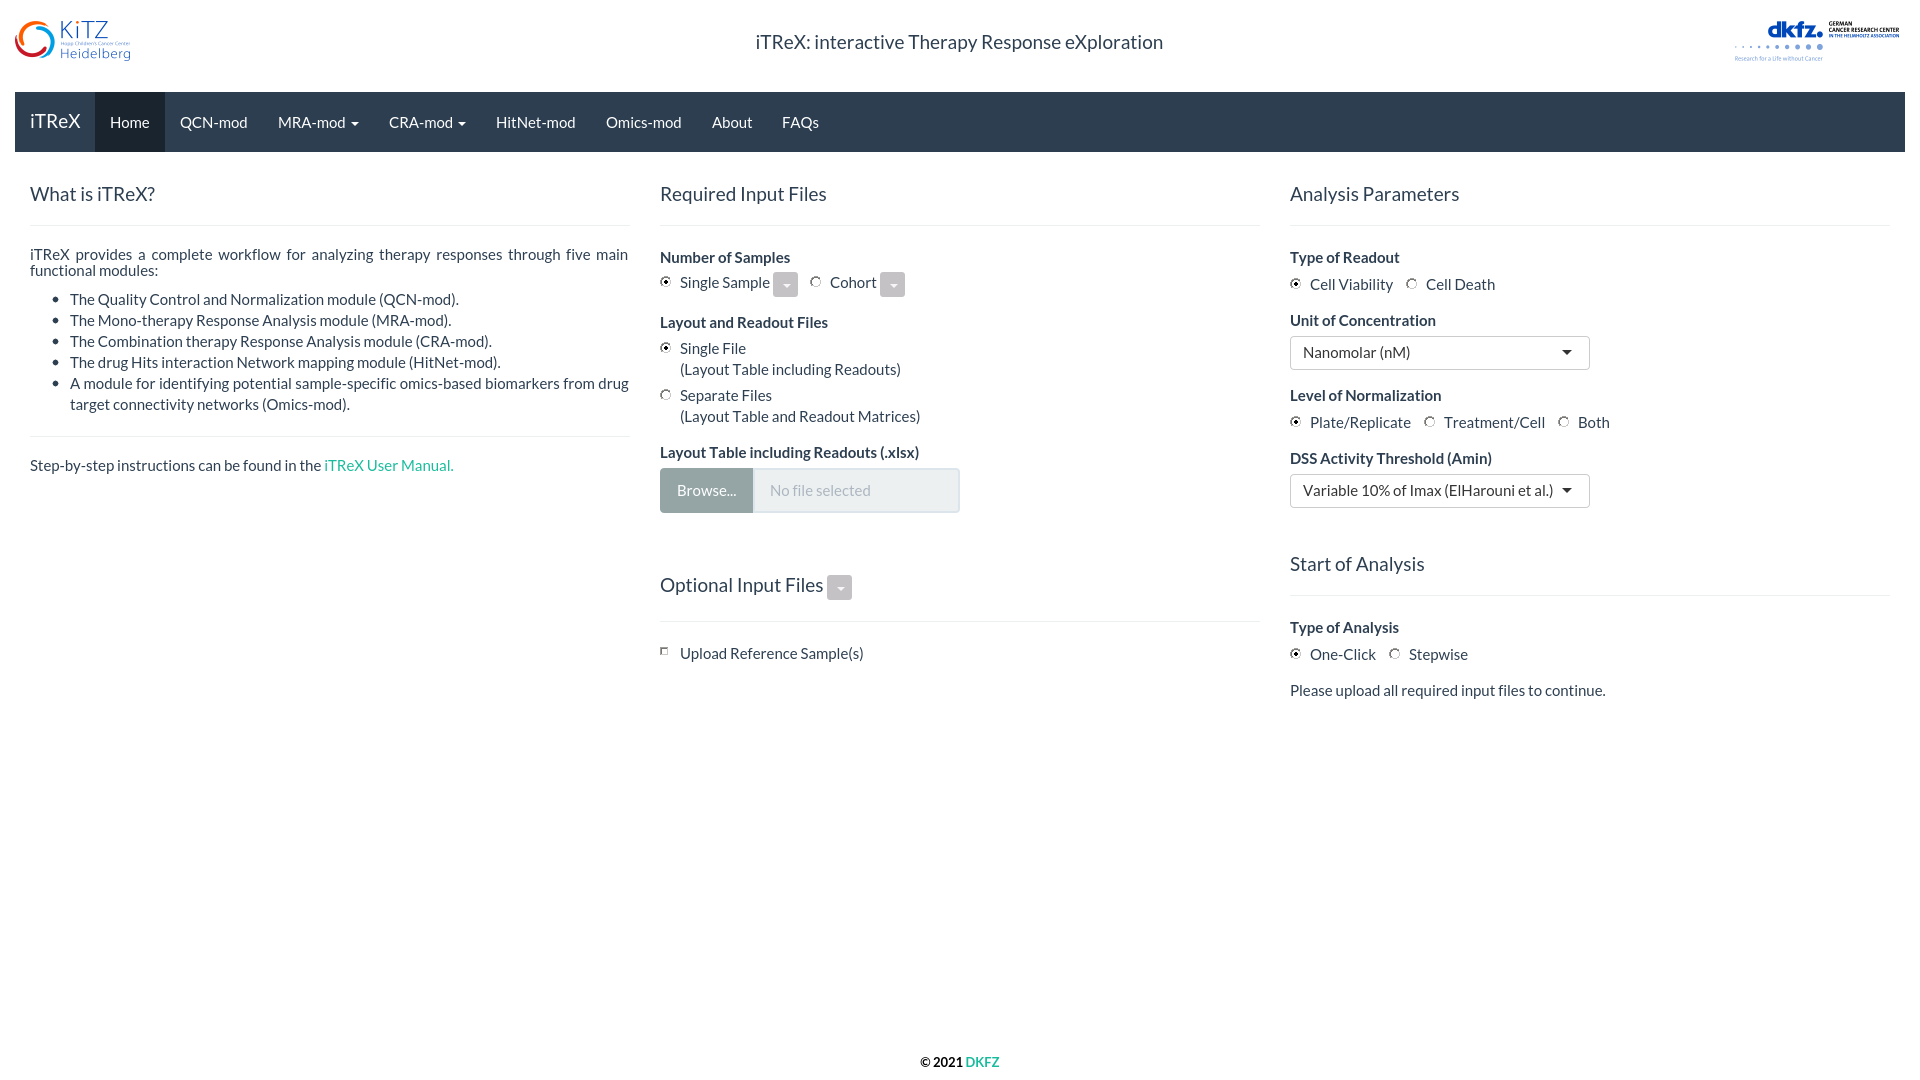 KiTZ
Hopp Children's Cancer Center
Heidelberg
iTReX: interactive Therapy Response eXploration
dkfz.
GERMAN
CANCER RESEARCH CENTER
IN THE HELMHOLTZ ASSOCIATION
Research for a Life without Cancer
iTReX
Home
QCN-mod
MRA-mod
CRA-mod
HitNet-mod
Omics-mod
About
FAQs
What is iTReX?
iTReX provides a complete workflow for analyzing therapy responses through five main
functional modules:
• The Quality Control and Normalization module (QCN-mod).
• The Mono-therapy Response Analysis module (MRA-mod).
• The Combination therapy Response Analysis module (CRA-mod).
• The drug Hits interaction Network mapping module (HitNet-mod).
• A module for identifying potential sample-specific omics-based biomarkers from drug
target connectivity networks (Omics-mod).
Step-by-step instructions can be found in the iTReX User Manual.
Required Input Files
Number of Samples
Single Sample
Cohort
Layout and Readout Files
Single File
(Layout Table including Readouts)
Separate Files
(Layout Table and Readout Matrices)
Layout Table including Readouts (.xlsx)
Browse...
No file selected
Optional Input Files
Upload Reference Sample(s)
Analysis Parameters
Type of Readout
Cell Viability
Cell Death
Unit of Concentration
Nanomolar (nM)
Level of Normalization
Plate/Replicate
Treatment/Cell
Both
DSS Activity Threshold (Amin)
Variable 10% of Imax (ElHarouni et al.)
Start of Analysis
Type of Analysis
One-Click
Stepwise
Please upload all required input files to continue.
© 2021 DKFZ